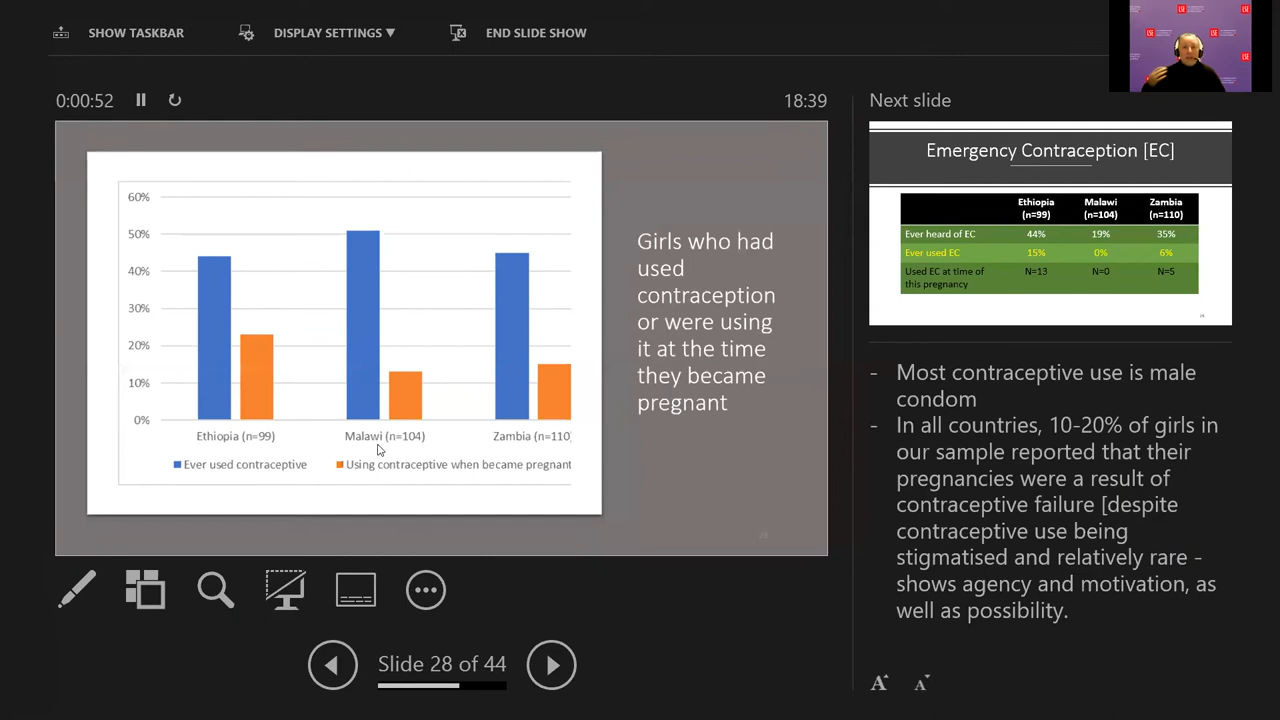 SHOW TASKBAR
DISPLAY SETTINGS ▼
END SLIDE SHOW
LSE
LSE
LSE
LSE
LSE
0:00:52
18:39
60%
50%
40%
30%
20%
10%
0%
Ethiopia (n=99)
Malawi (n=104)
Zambia (n=110)
Ever used contraceptive
Using contraceptive when became pregnant
Girls who had
used
contraception
or were using
it at the time
they became
pregnant
28
Slide 28 of 44
Next slide
Emergency Contraception [EC]
Ethiopia Malawi Zambia
(n=99) (n=104) (n=110)
Ever heard of EC 44% 19% 35%
Ever used EC 15% 0% 6%
Used EC at time of N=13 N=0 N=5
this pregnancy
- Most contraceptive use is male
condom
- In all countries, 10-20% of girls in
our sample reported that their
pregnancies were a result of
contraceptive failure [despite
contraceptive use being
stigmatised and relatively rare -
shows agency and motivation, as
well as possibility.
A A